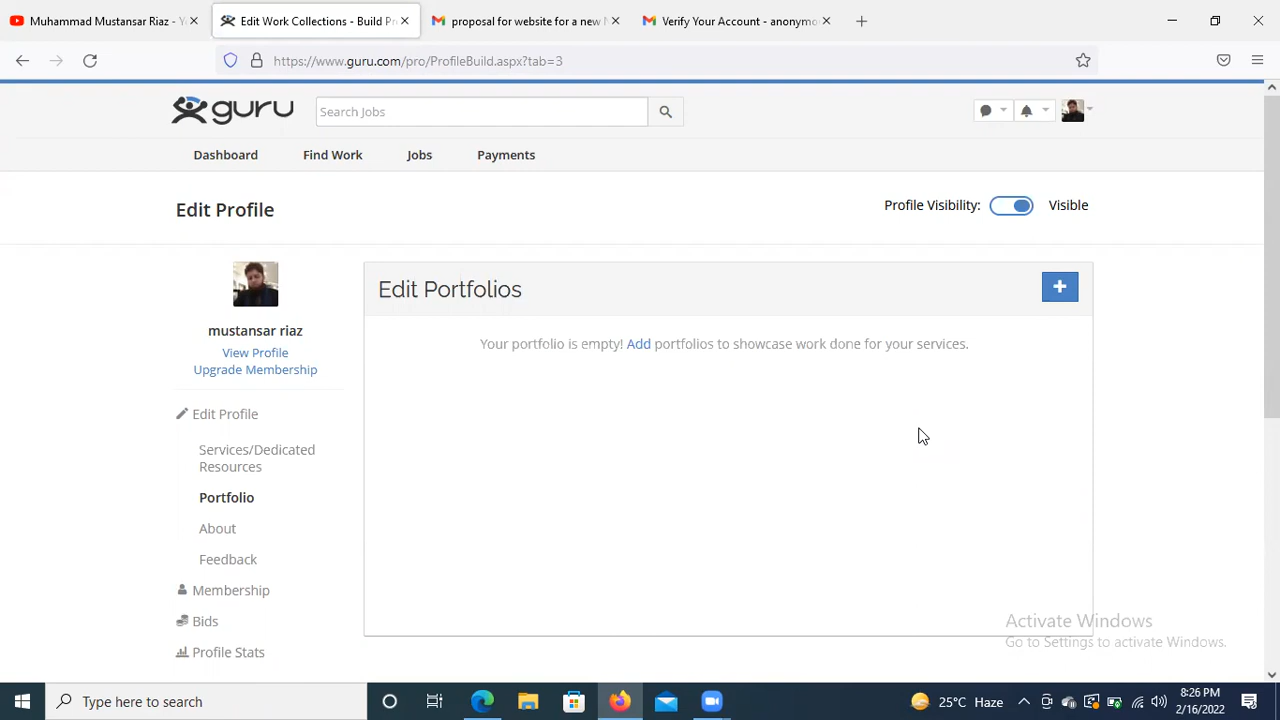 Muhammad Mustansar Riaz - Yo
Edit Work Collections - Build Pr
proposal for website for a new M
Verify Your Account - anonymo
https://www.guru.com/pro/ProfileBuild.aspx?tab=3
guru
Search Jobs
Dashboard Find Work Jobs Payments
Edit Profile
Profile Visibility: Visible
mustansar riaz
View Profile
Upgrade Membership
Edit Profile
Services/Dedicated
Resources
Portfolio
About
Feedback
Membership
Bids
Profile Stats
Edit Portfolios
+
Your portfolio is empty! Add portfolios to showcase work done for your services.
Activate Windows
Go to Settings to activate Windows.
Type here to search
25°C Haze
8:26 PM
2/16/2022